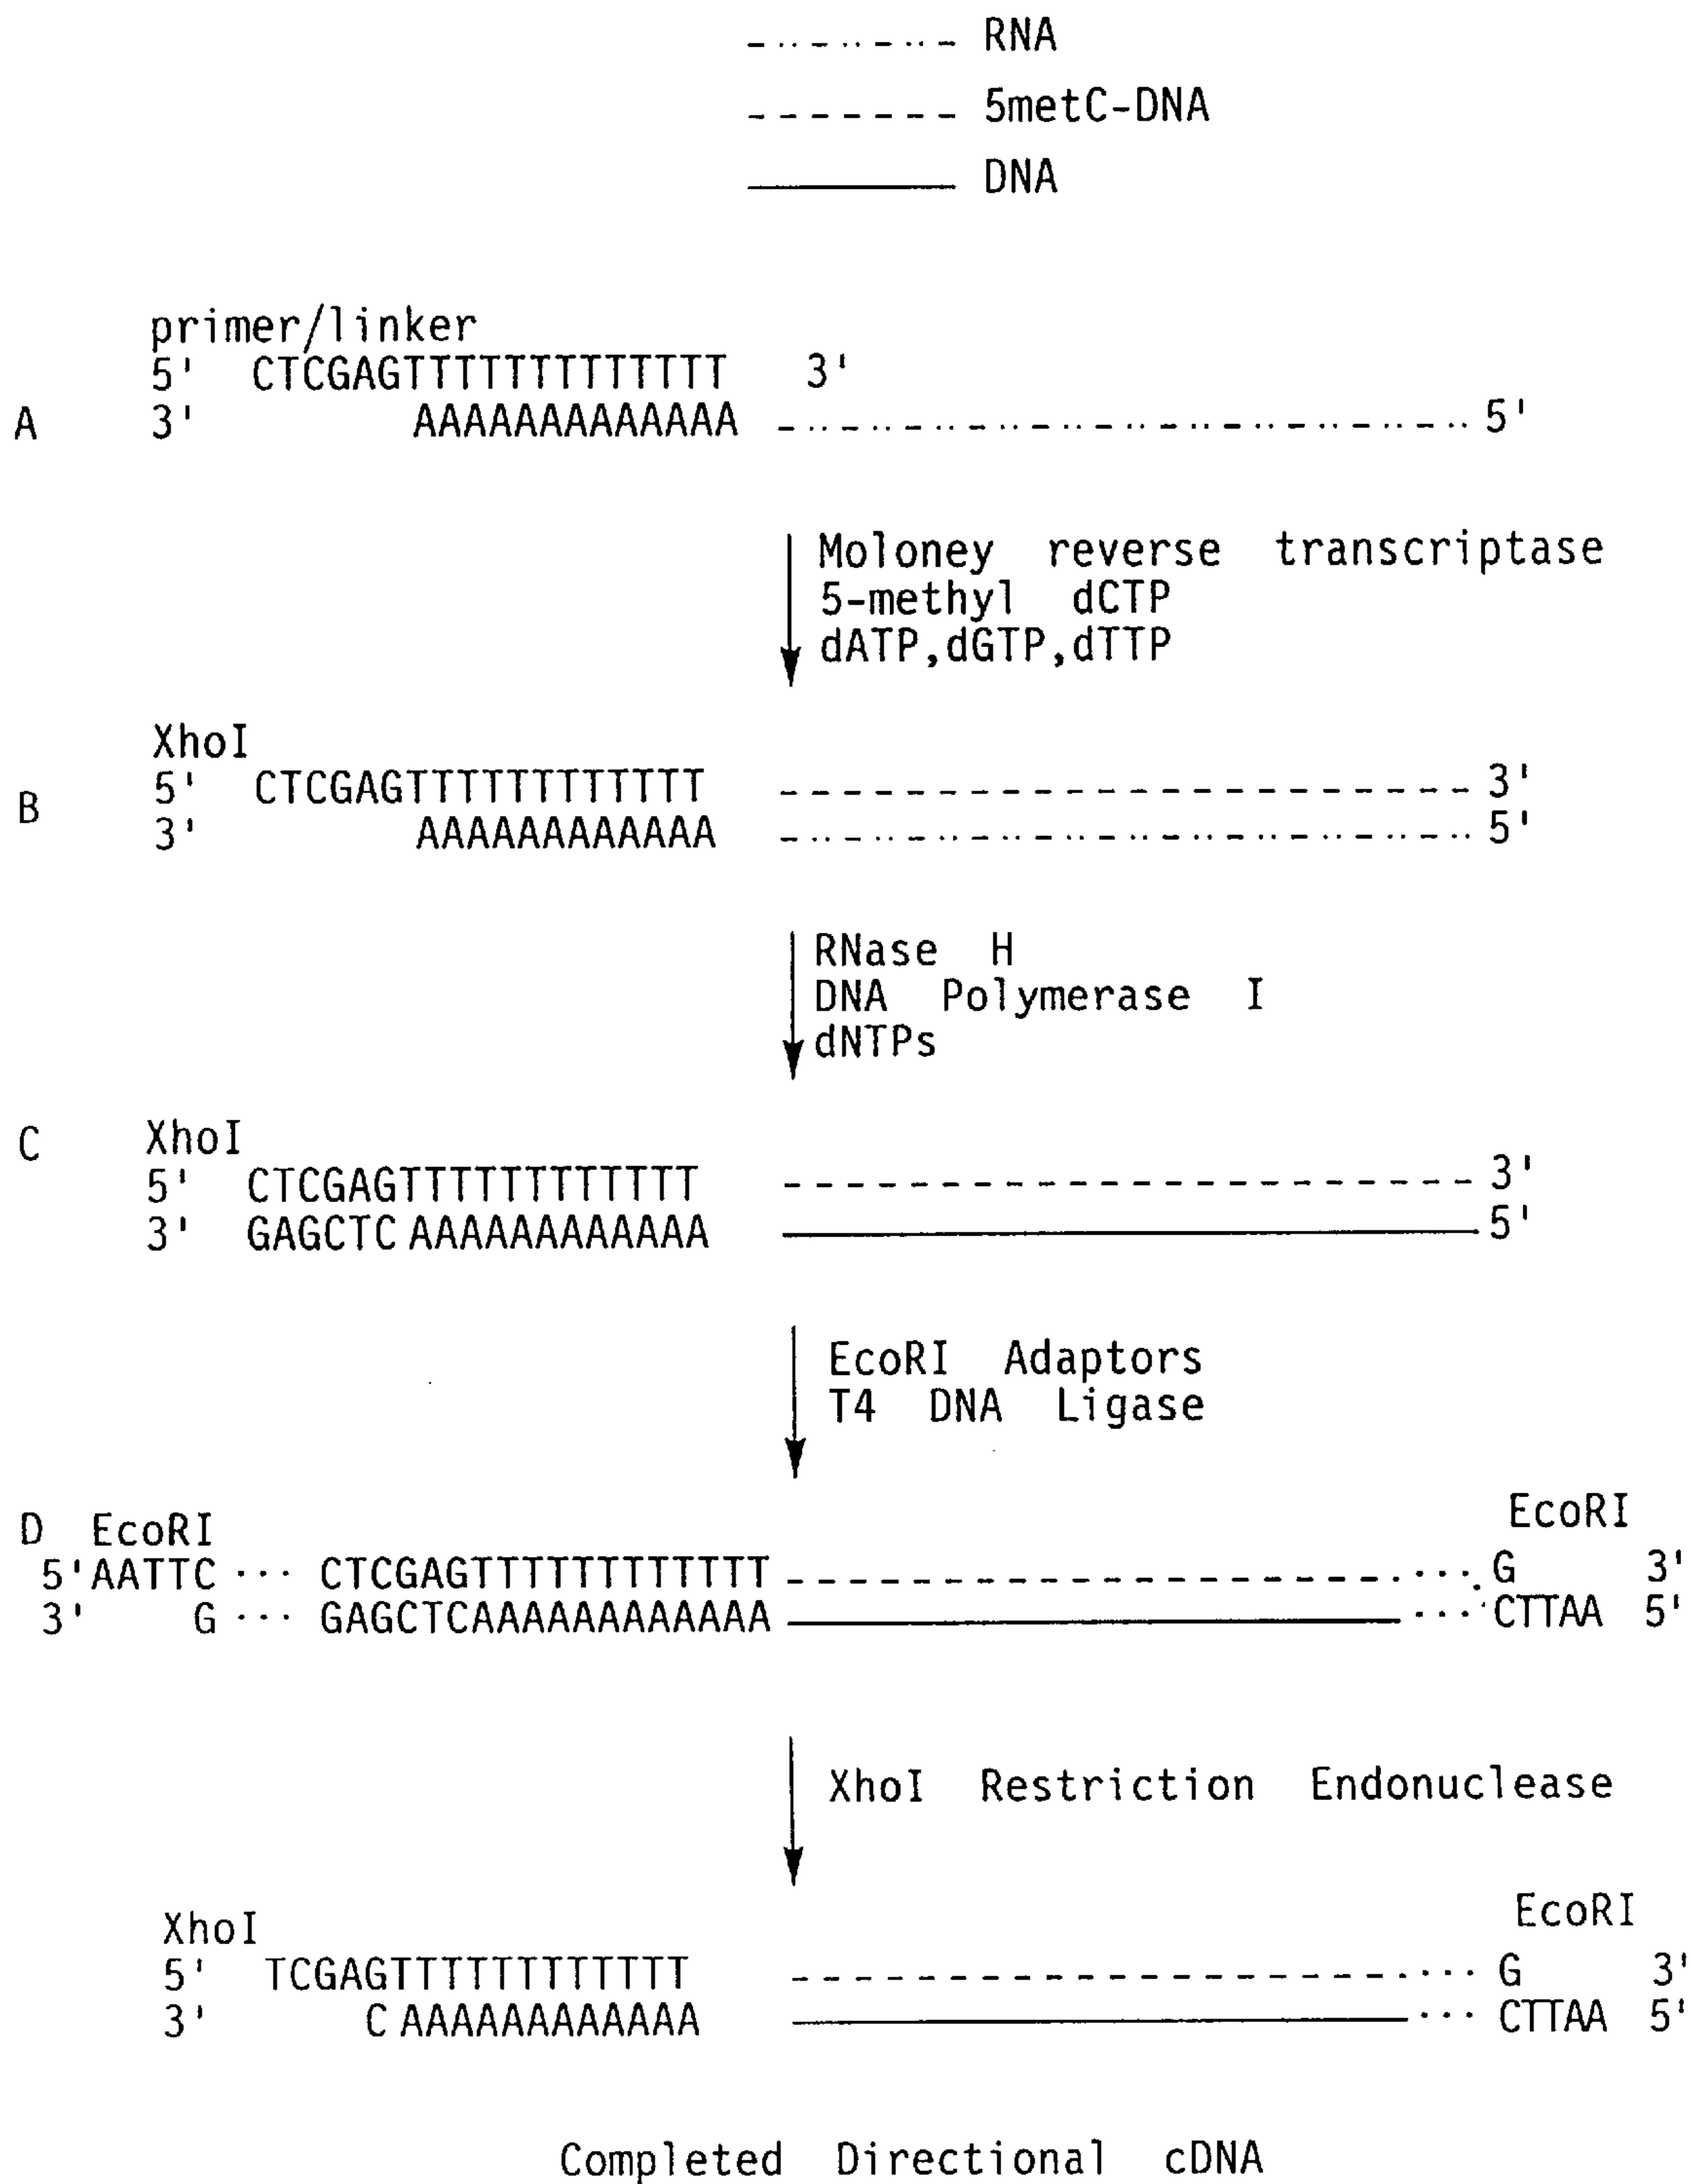 RNA
5metC-DNA
DNA
primer/linker
5' CTCGAGTTTTTTTTTTTTT 3'
A 3' AAAAAAAAAAAAA 5'
Moloney reverse transcriptase
5-methyl dCTP
dATP,dGTP,dTTP
XhoI
5' CTCGAGTTTTTTTTTTTT 3'
B
3' AAAAAAAAAAAA 5'
RNase H
DNA Polymerase I
dNTPs
C XhoI
5' CTCGAGTTTTTTTTTTTT 3'
3' GAGCTC AAAAAAAAAAAA 5'
EcoRI Adaptors
T4 DNA Ligase
D EcoRI EcoRI
5'AATTC ··· CTCGAGTTTTTTTTTTTT ··· G 3'
3' G ··· GAGCTCAAAAAAAAAAAA ··· CTTAA 5'
XhoI Restriction Endonuclease
XhoI EcoRI
5' TCGAGTTTTTTTTTTTT ··· G 3'
3' C AAAAAAAAAAAA ··· CTTAA 5'
Completed Directional cDNA